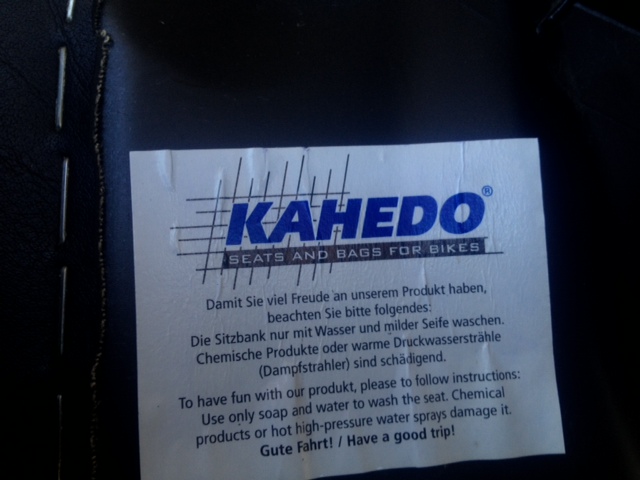 KAHEDO®
SEATS AND BAGS FOR BIKES
Damit Sie viel Freude an unserem Produkt haben,
beachten Sie bitte folgendes:
Die Sitzbank nur mit Wasser und milder Seife waschen.
Chemische Produkte oder warme Druckwassersträhle
(Dampfstrahler) sind schädigend.
To have fun with our produkt, please to follow instructions:
Use only soap and water to wash the seat. Chemical
products or hot high-pressure water sprays damage it.
Gute Fahrt! / Have a good trip!